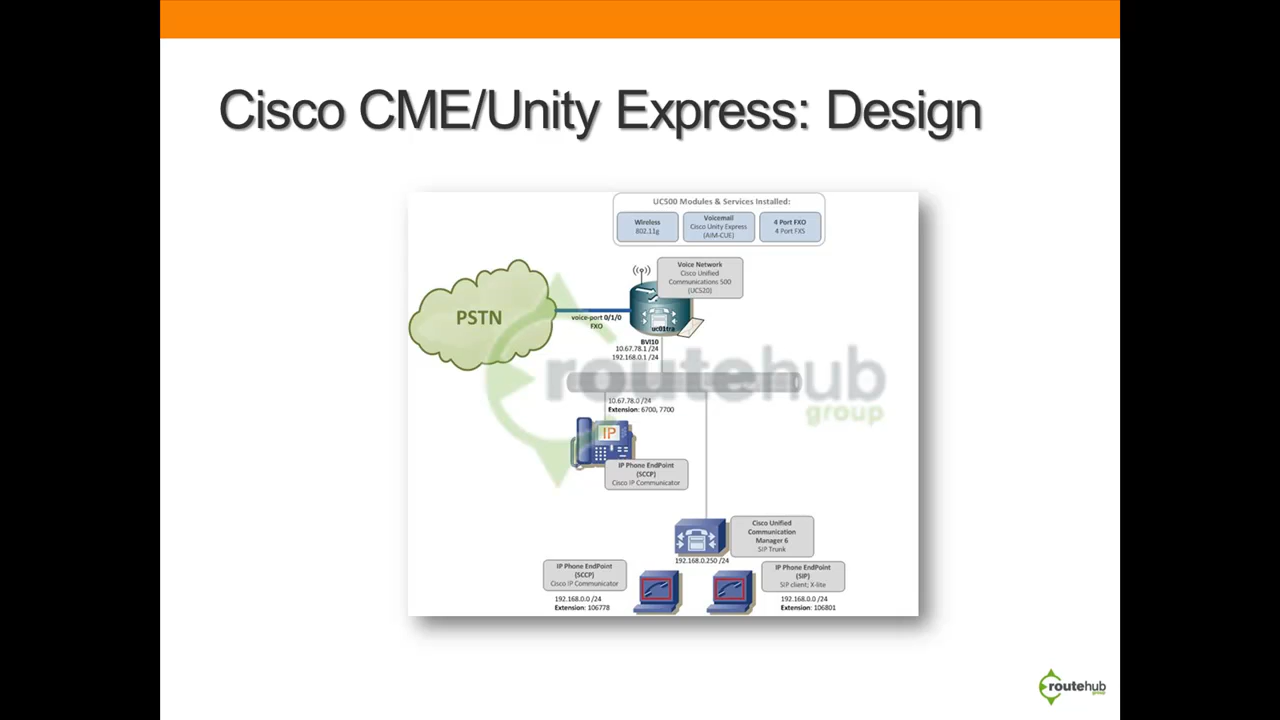 Cisco CME/Unity Express: Design
UC500 Modules & Services Installed:
Wireless
802.11g
Voicemail
Cisco Unity Express
(AIM-CUE)
4 Port FXO
4 Port FXS
Voice Network
Cisco Unified
Communications 500
(UC520)
PSTN
voice-port 0/1/0
FXO
uc01tra
BVI10
10.67.78.1 /24
192.168.0.1 /24
routehub
group
10.67.78.0 /24
Extension: 6700, 7700
IP
IP Phone EndPoint
(SCCP)
Cisco IP Communicator
Cisco Unified
Communication
Manager 6
SIP Trunk
192.168.0.250 /24
IP Phone EndPoint
(SCCP)
Cisco IP Communicator
192.168.0.0 /24
Extension: 106778
IP Phone EndPoint
(SIP)
SIP client; X-lite
192.168.0.0 /24
Extension: 106801
routehub
group